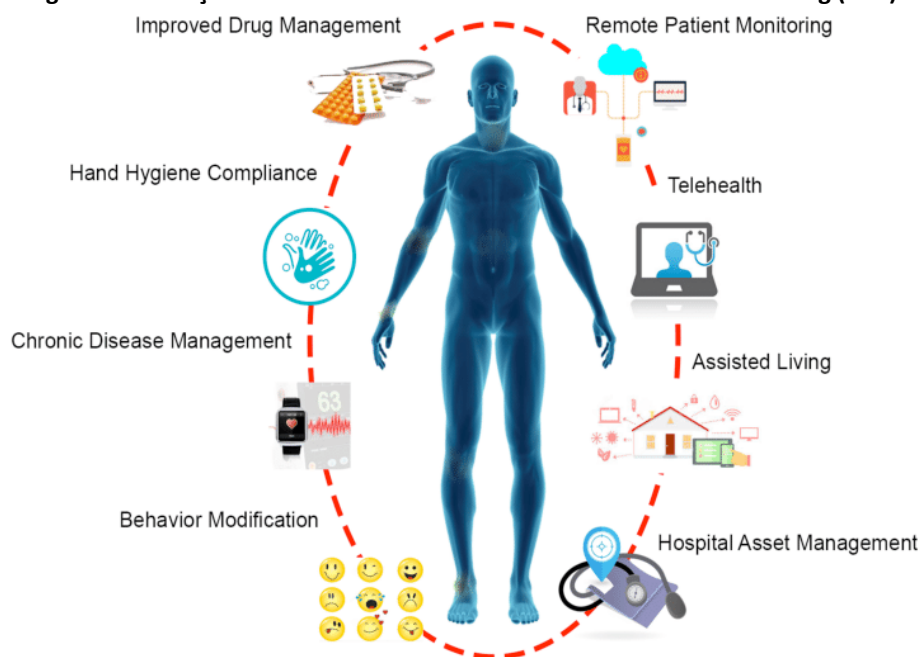 Improved Drug Management
Remote Patient Monitoring
Hand Hygiene Compliance
Telehealth
63
Chronic Disease Management
Assisted Living
Behavior Modification
Hospital Asset Management